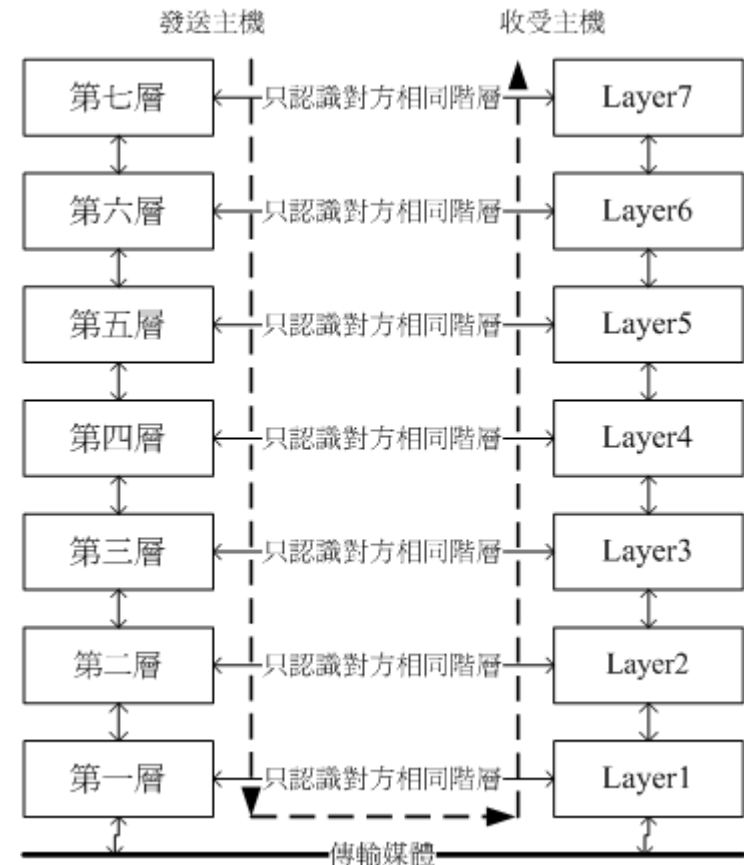 發送主機 收受主機
第七層 只認識對方相同階層 Layer7
第六層 只認識對方相同階層 Layer6
第五層 只認識對方相同階層 Layer5
第四層 只認識對方相同階層 Layer4
第三層 只認識對方相同階層 Layer3
第二層 只認識對方相同階層 Layer2
第一層 只認識對方相同階層 Layer1
傳輸媒體